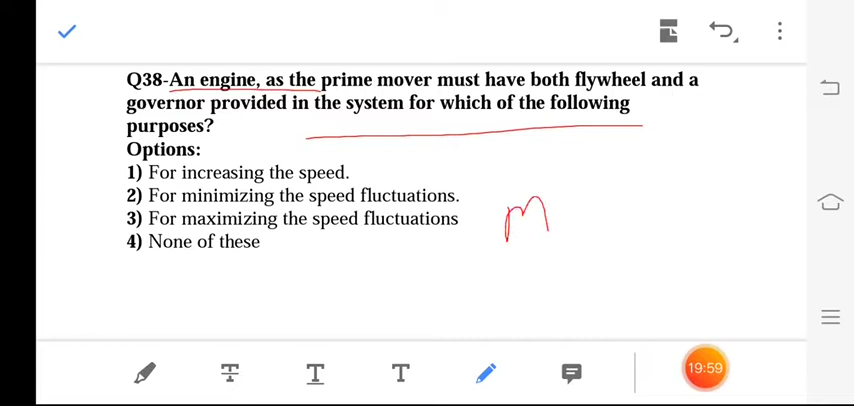 Q38-An engine, as the prime mover must have both flywheel and a
governor provided in the system for which of the following
purposes?
Options:
1) For increasing the speed.
2) For minimizing the speed fluctuations.
3) For maximizing the speed fluctuations
4) None of these
m
T
T
T
19:59